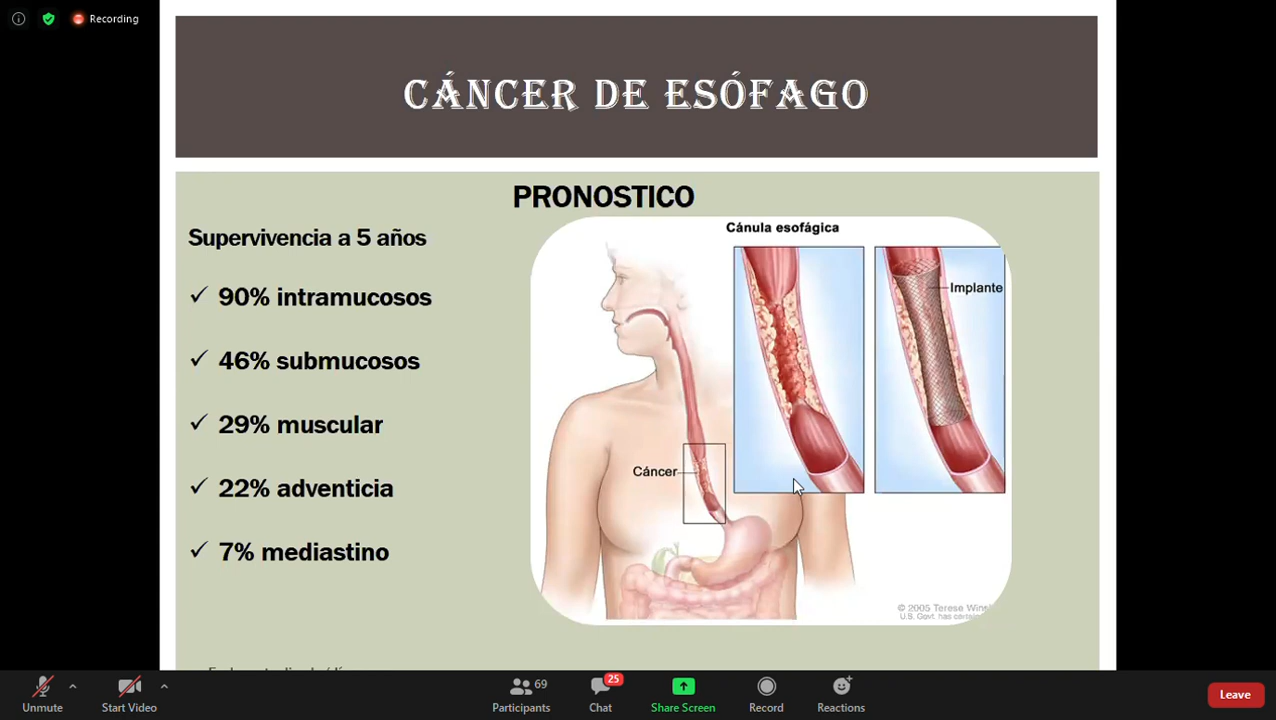 Recording
CÁNCER DE ESÓFAGO
PRONOSTICO
Supervivencia a 5 años
90% intramucosos
46% submucosos
29% muscular
22% adventicia
7% mediastino
Cánula esofágica
Implante
Cáncer
© 2005 Terese
U.S. Govt. has
Unmute
Start Video
69
Participants
25
Chat
Share Screen
Record
Reactions
Leave